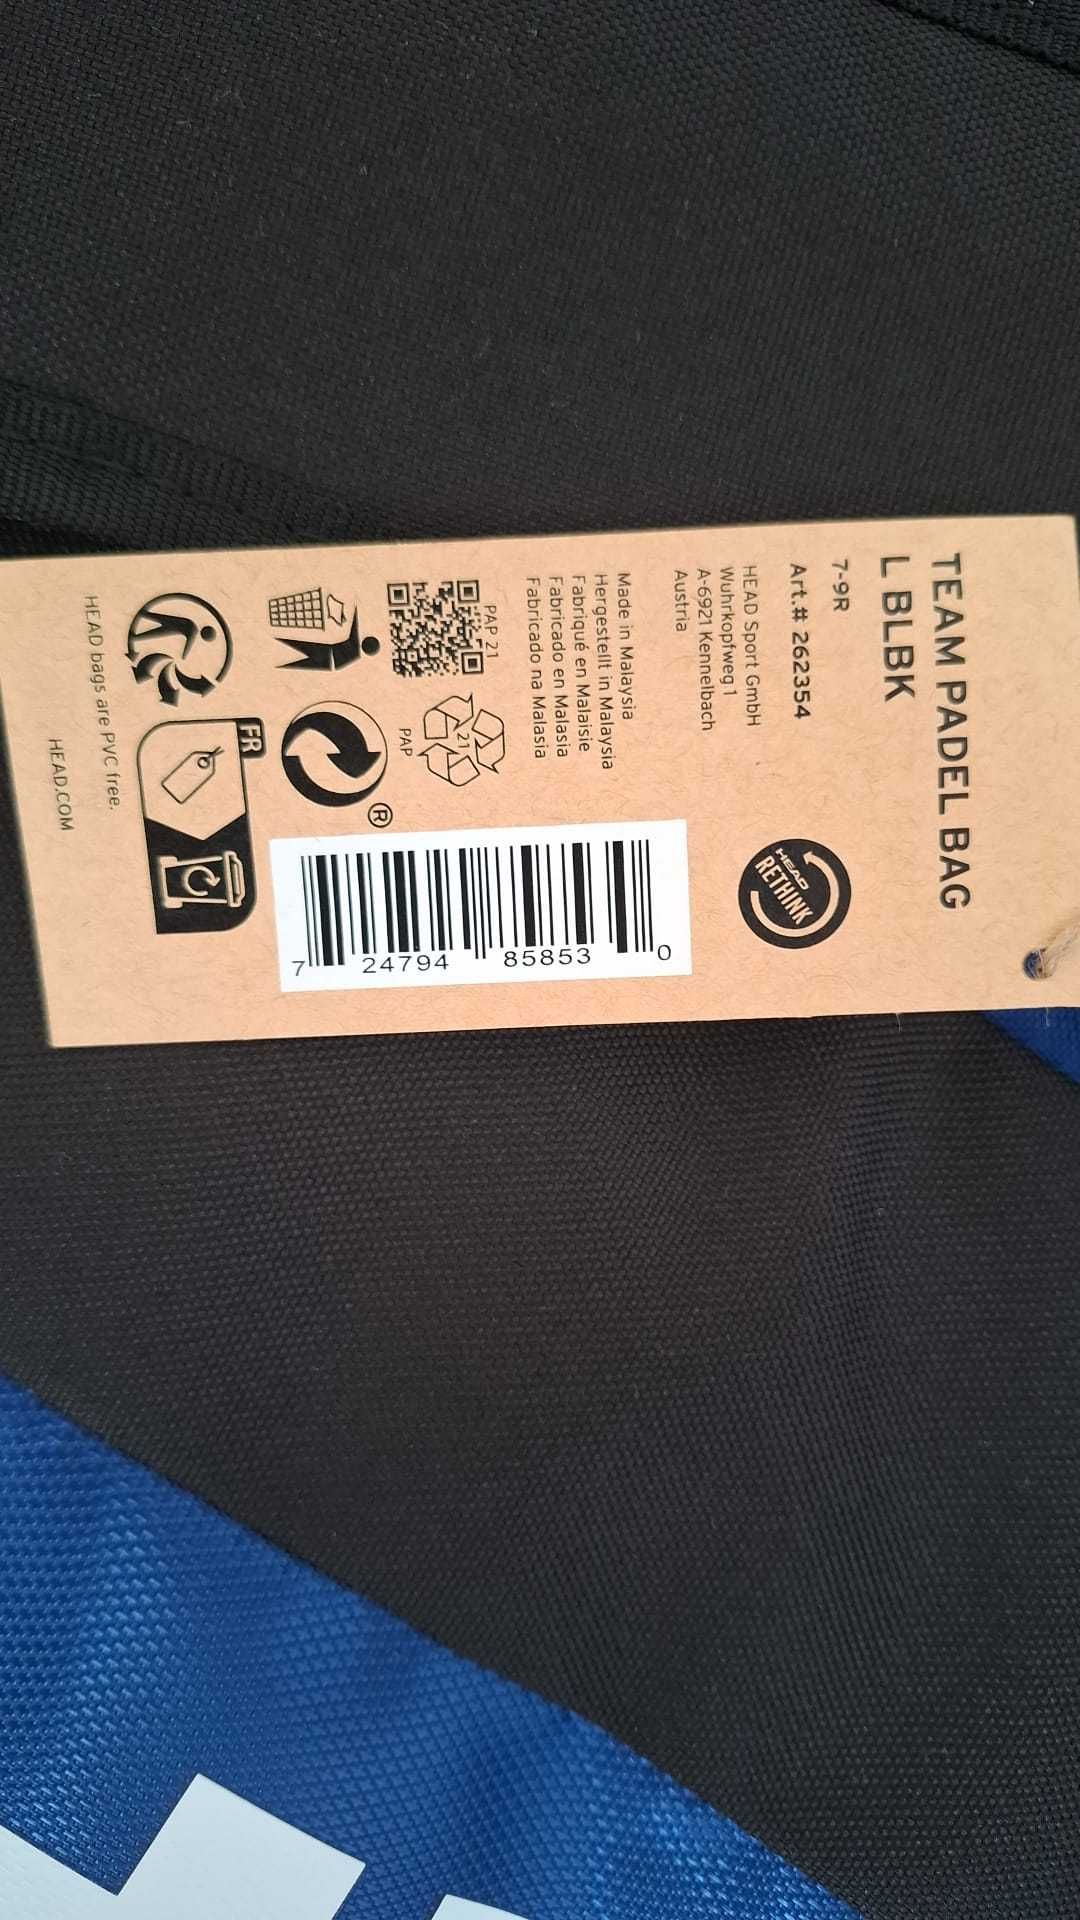 TEAM PADEL BAG
L BLBK
7-9R
Art.# 262354
HEAD
RETHINK
HEAD Sport GmbH
Wuhrkopfweg 1
A-6921 Kennelbach
Austria
Made in Malaysia
Hergestellt in Malaysia
Fabriqué en Malaisie
Fabricado en Malasia
Fabricado na Malasia
PAP 21
21
PAP
®
7 24794 85853 0
FR
HEAD bags are PVC free.
HEAD.COM